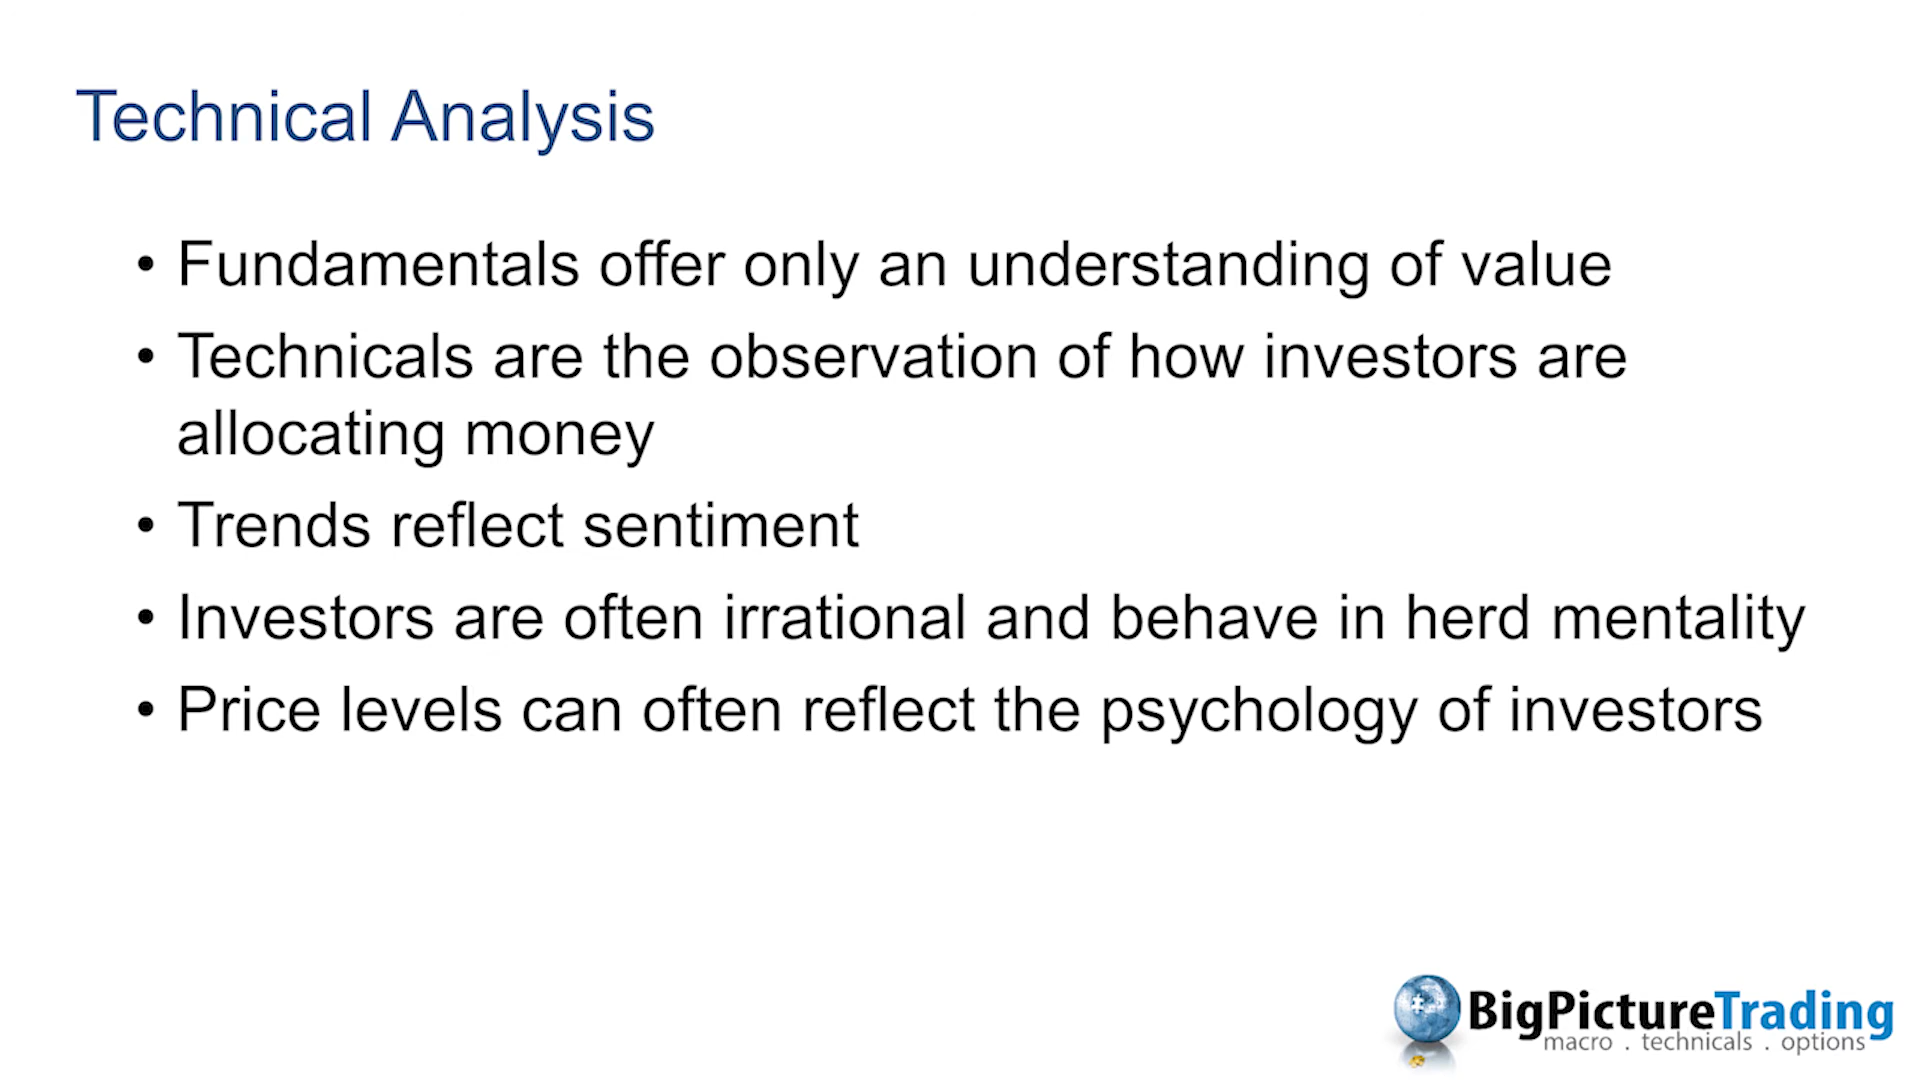 Technical Analysis
• Fundamentals offer only an understanding of value
• Technicals are the observation of how investors are
allocating money
• Trends reflect sentiment
• Investors are often irrational and behave in herd mentality
• Price levels can often reflect the psychology of investors
BigPictureTrading
macro . technicals . options